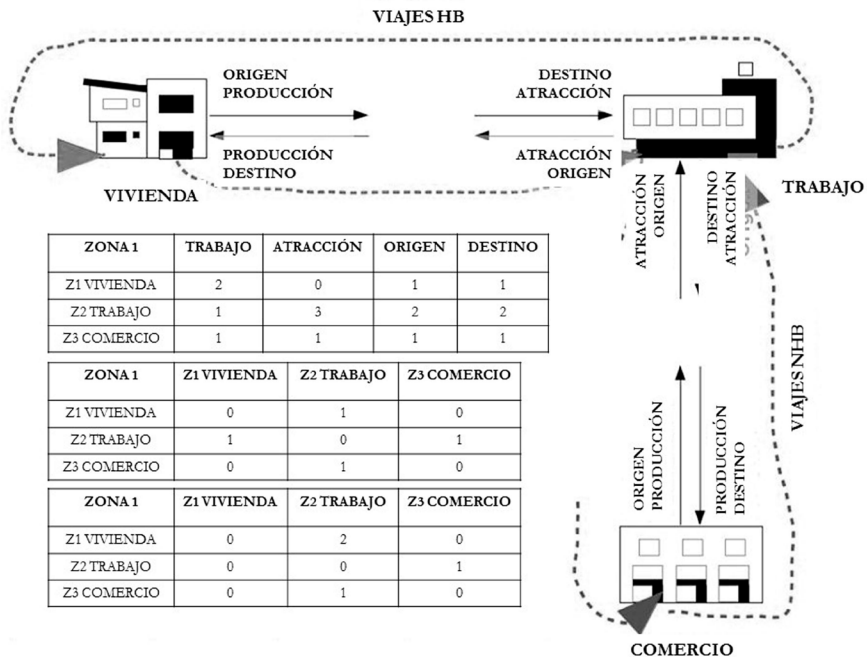 VIAJES HB
ORIGEN
PRODUCCIÓN
DESTINO
ATRACCIÓN
PRODUCCIÓN
DESTINO
ATRACCIÓN
ORIGEN
VIVIENDA
TRABAJO
ATRACCIÓN
ORIGEN
DESTINO
ATRACCIÓN
ZONA 1 TRABAJO ATRACCIÓN ORIGEN DESTINO
Z1 VIVIENDA 2 0 1 1
Z2 TRABAJO 1 3 2 2
Z3 COMERCIO 1 1 1 1
ZONA 1 Z1 VIVIENDA Z2 TRABAJO Z3 COMERCIO
Z1 VIVIENDA 0 1 0
Z2 TRABAJO 1 0 1
Z3 COMERCIO 0 1 0
ZONA 1 Z1 VIVIENDA Z2 TRABAJO Z3 COMERCIO
Z1 VIVIENDA 0 2 0
Z2 TRABAJO 0 0 1
Z3 COMERCIO 0 1 0
VIAJES NHB
ORIGEN
PRODUCCIÓN
PRODUCCIÓN
DESTINO
COMERCIO